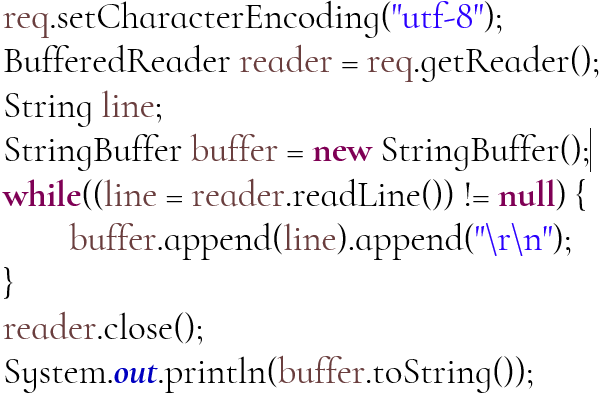 req.setCharacterEncoding("utf-8");
BufferedReader reader = req.getReader();
String line;
StringBuffer buffer = new StringBuffer();
while((line = reader.readLine()) != null) {
buffer.append(line).append("\r\n");
}
reader.close();
System.out.println(buffer.toString());